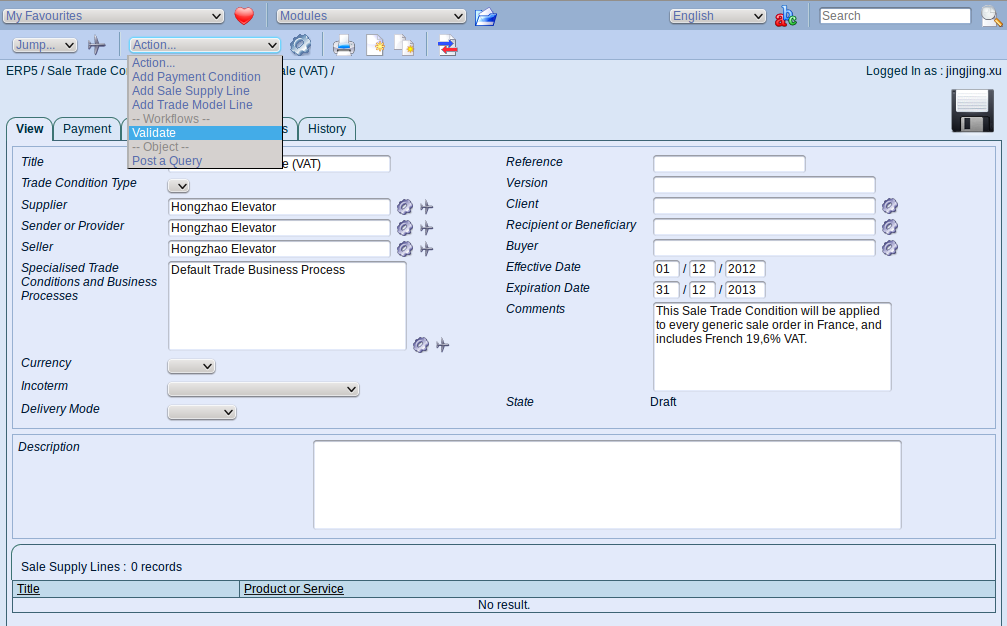 My Favourites Modules English Search
Jump... Action...
ERP5 / Sale Trade Co ale (VAT) / Logged In as : jingjing.xu
Action...
Add Payment Condition
Add Sale Supply Line
Add Trade Model Line
-- Workflows --
Validate
-- Object --
Post a Query
View Payment s History
Title e (VAT)
Trade Condition Type
Supplier Hongzhao Elevator
Sender or Provider Hongzhao Elevator
Seller Hongzhao Elevator
Specialised Trade
Conditions and Business
Processes
Default Trade Business Process
Currency
Incoterm
Delivery Mode
Reference
Version
Client
Recipient or Beneficiary
Buyer
Effective Date 01 / 12 / 2012
Expiration Date 31 / 12 / 2013
Comments
This Sale Trade Condition will be applied
to every generic sale order in France, and
includes French 19,6% VAT.
State Draft
Description
Sale Supply Lines : 0 records
Title Product or Service
No result.